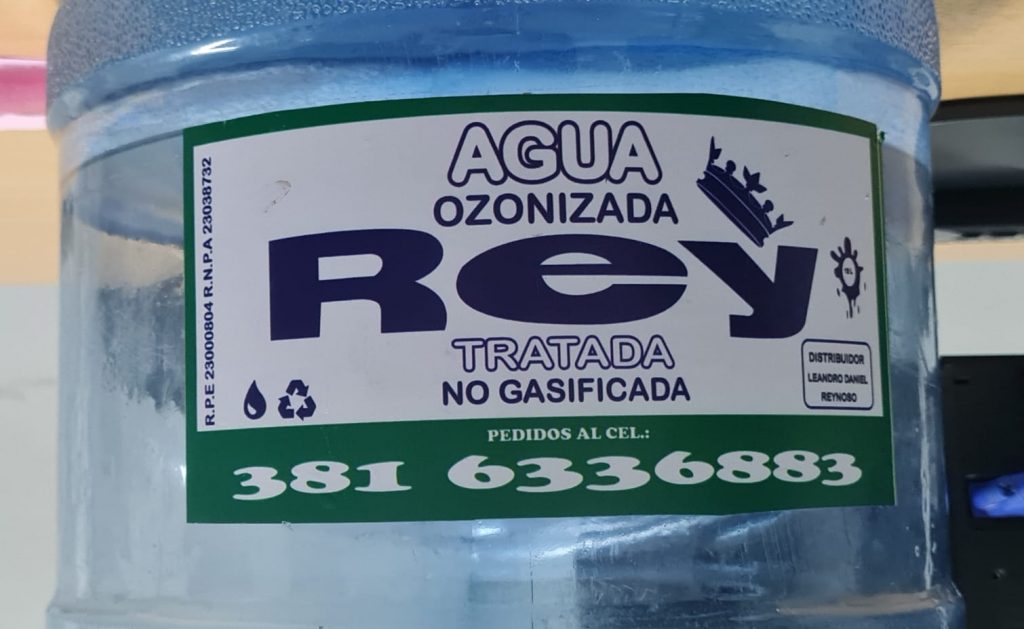 AGUA
OZONIZADA
Rey
TRATADA
NO GASIFICADA
R.P.E 23000804 R.N.P.A 23038732
DISTRIBUIDOR
LEANDRO DANIEL
REYNOSO
PEDIDOS AL CEL.:
381 6336883